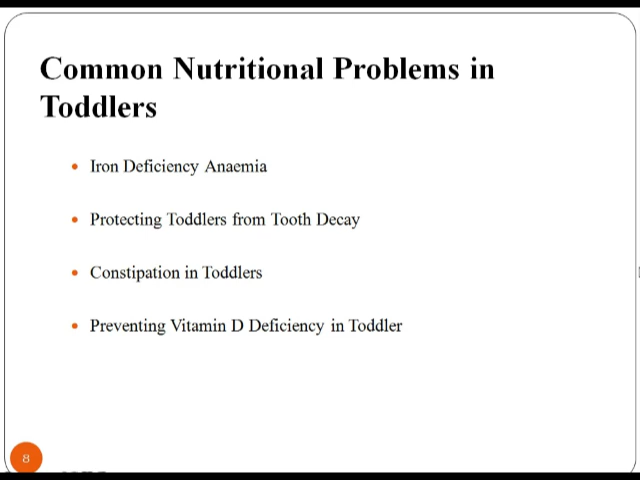 Common Nutritional Problems in
Toddlers
Iron Deficiency Anaemia
Protecting Toddlers from Tooth Decay
Constipation in Toddlers
Preventing Vitamin D Deficiency in Toddler
8